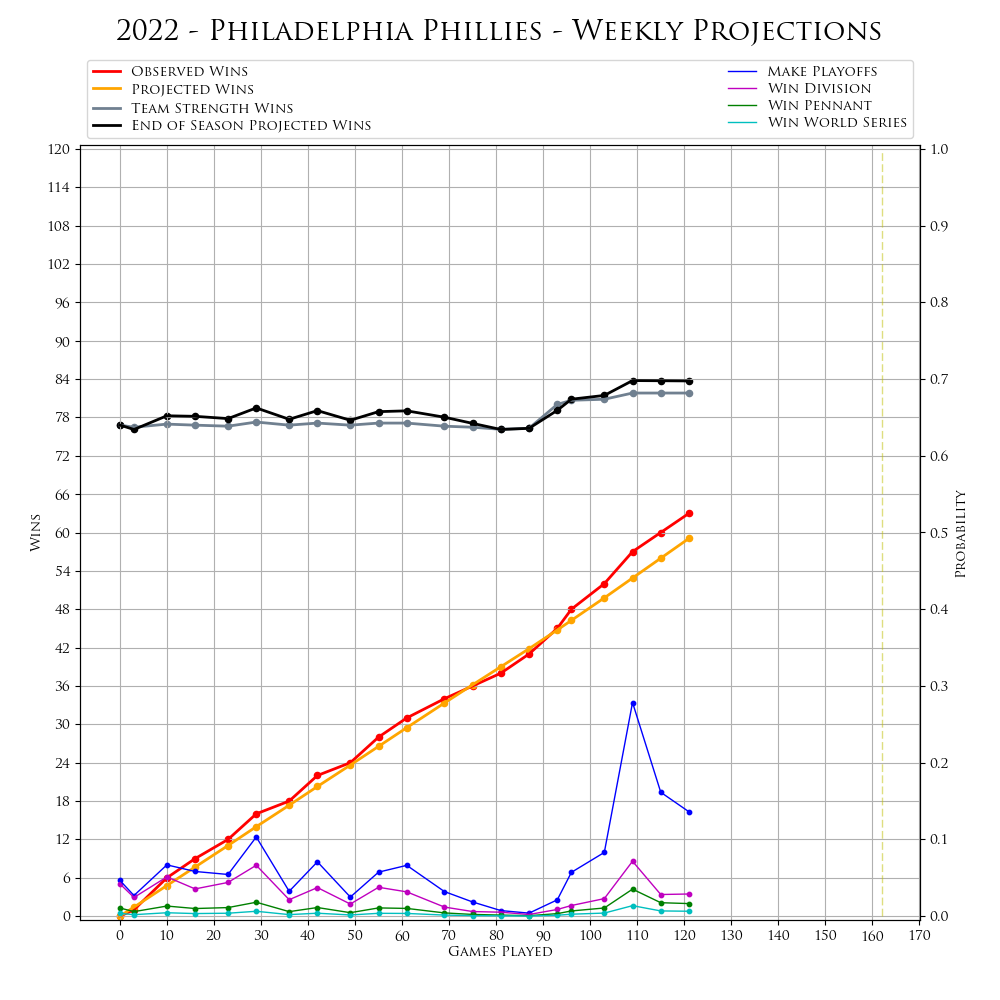 2022 - Philadelphia Phillies - Weekly Projections
Observed Wins
Projected Wins
Team Strength Wins
End of Season Projected Wins
Make Playoffs
Win Division
Win Pennant
Win World Series
120
114
108
102
96
90
84
78
72
66
60
54
48
42
36
30
24
18
12
6
0
Wins
1.0
0.9
0.8
0.7
0.6
0.5
0.4
0.3
0.2
0.1
0.0
Probability
0 10 20 30 40 50 60 70 80 90 100 110 120 130 140 150 160 170
Games Played